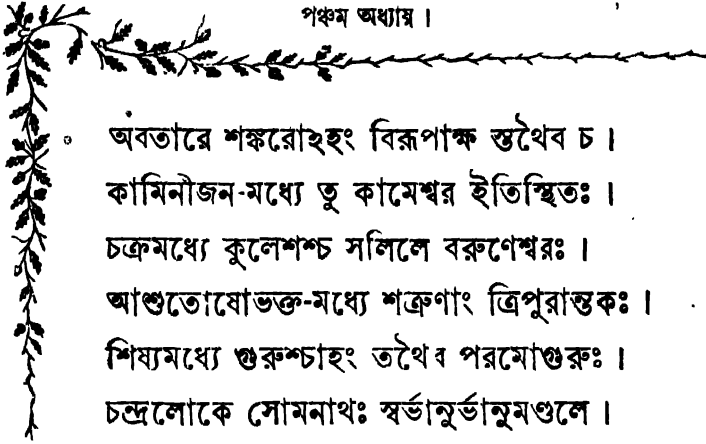 পঞ্চম অধ্যায়।
অবতারে শঙ্করোঽহং বিরূপাক্ষ স্তথৈব চ।
কামিনীজন-মধ্যে তু কামেশ্বর ইতিস্থিতঃ।
চক্রমধ্যে কুলেশশ্চ সলিলে বরুণেশ্বরঃ।
আশুতোষোভক্ত-মধ্যে শত্রুণাং ত্রিপুরান্তকঃ।
শিষ্যমধ্যে গুরুশ্চাহং তথৈব পরমোগুরুঃ।
চন্দ্রলোকে সোমনাথঃ স্বর্ভানুর্ভানুমণ্ডলে।